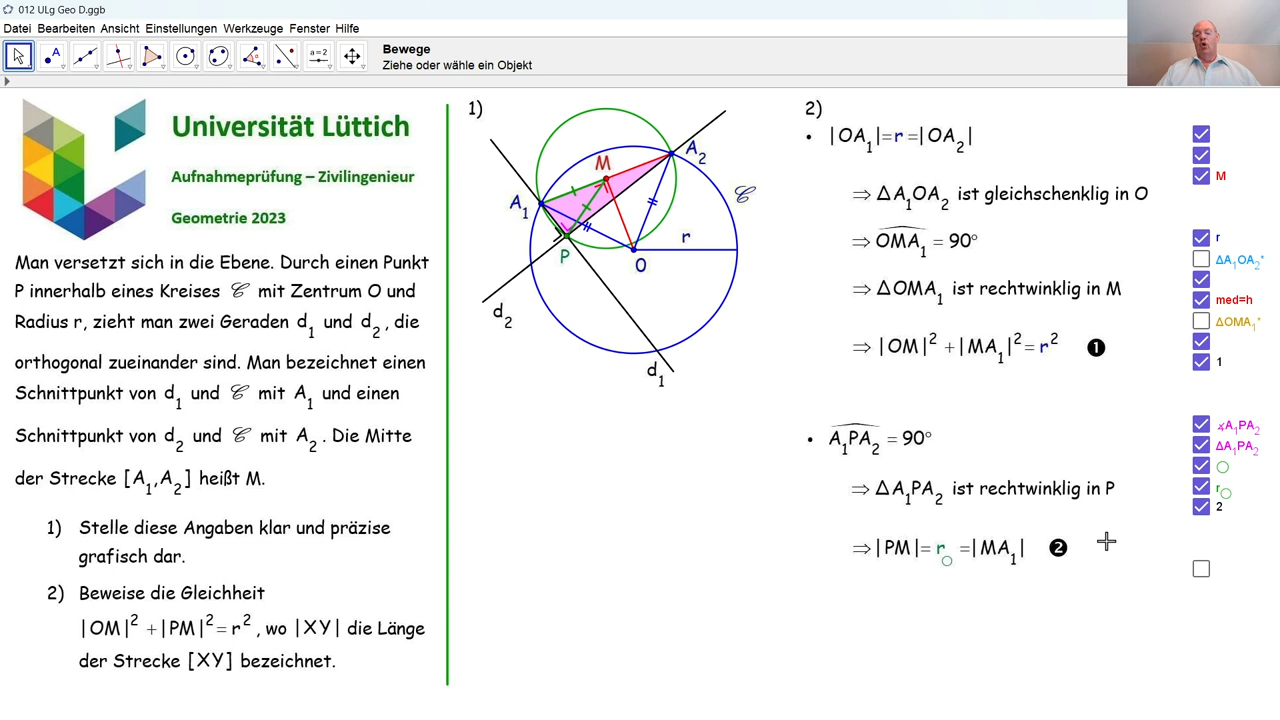 012 ULg Geo D.ggb
Datei Bearbeiten Ansicht Einstellungen Werkzeuge Fenster Hilfe
A
a=2
Bewege
Ziehe oder wähle ein Objekt
Universität Lüttich
Aufnahmeprüfung – Zivilingenieur
Geometrie 2023
Man versetzt sich in die Ebene. Durch einen Punkt
P innerhalb eines Kreises 𝒞 mit Zentrum O und
Radius r, zieht man zwei Geraden d₁ und d₂, die
orthogonal zueinander sind. Man bezeichnet einen
Schnittpunkt von d₁ und 𝒞 mit A₁ und einen
Schnittpunkt von d₂ und 𝒞 mit A₂. Die Mitte
der Strecke [A₁,A₂] heißt M.
1) Stelle diese Angaben klar und präzise
grafisch dar.
2) Beweise die Gleichheit
|OM|² +|PM|²= r², wo |XY| die Länge
der Strecke [XY] bezeichnet.
1)
M
A₂
A₁
𝒞
r
P
O
d₂
d₁
2)
• |OA₁|=r =|OA₂|
⇒ ΔA₁OA₂ ist gleichschenklig in O
⇒ OMA₁ = 90°
⇒ ΔOMA₁ ist rechtwinklig in M
⇒ |OM|² +|MA₁|²= r² ❶
• A₁PA₂ = 90°
⇒ ΔA₁PA₂ ist rechtwinklig in P
⇒|PM|= r○ =|MA₁| ❷
M
r
ΔA₁OA₂*
med=h
ΔOMA₁*
1
∡A₁PA₂
ΔA₁PA₂
○
r○
2